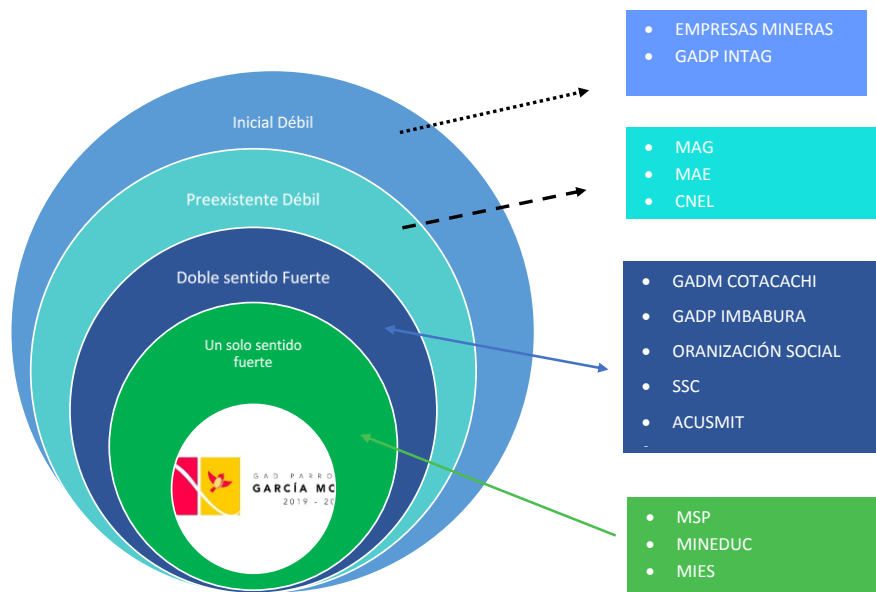 Inicial Débil
Preexistente Débil
Doble sentido Fuerte
Un solo sentido
fuerte
GAD PARRO
GARCÍA MO
2019 - 20
EMPRESAS MINERAS
GADP INTAG
MAG
MAE
CNEL
GADM COTACACHI
GADP IMBABURA
ORANIZACIÓN SOCIAL
SSC
ACUSMIT
MSP
MINEDUC
MIES